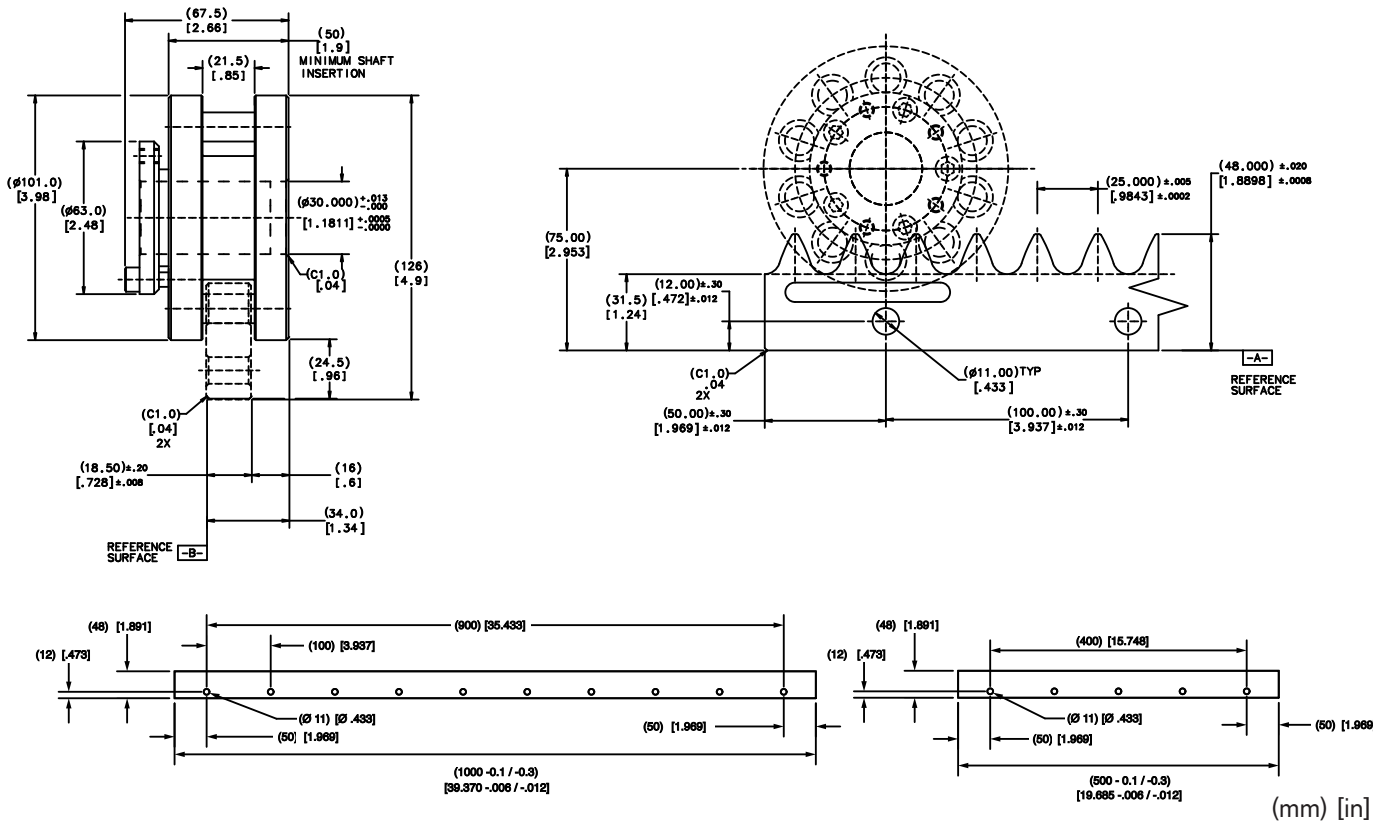 (67.5)
[2.66]
(50)
[1.9]
MINIMUM SHAFT
INSERTION
(21.5)
[.85]
(ø101.0)
[3.98]
(ø63.0)
[2.48]
(ø30.000)+.013 -.000
[1.1811]+.0005 -.0000
(C1.0)
[.04]
(126)
[4.9]
(24.5)
[.96]
(C1.0)
[.04]
2X
(18.50)±.20
[.728]±.008
(16)
[.6]
(34.0)
[1.34]
REFERENCE
SURFACE
-B-
(75.00)
[2.953]
(31.5)
[1.24]
(12.00)±.30
[.472]±.012
(25.000)±.005
[.9843]±.0002
(48.000)±.020
[1.8898]±.0008
(C1.0)
.04
2X
(ø11.00)TYP
[.433]
-A-
REFERENCE
SURFACE
(50.00)±.30
[1.969]±.012
(100.00)±.30
[3.937]±.012
(900) [35.433]
(48) [1.891]
(100) [3.937]
(12) [.473]
(Ø 11) [Ø .433]
(50) [1.969]
(50) [1.969]
(1000 -0.1 / -0.3)
[39.370 -.006 / -.012]
(48) [1.891]
(400) [15.748]
(12) [.473]
(Ø 11) [Ø .433]
(50) [1.969]
(50) [1.969
(500 - 0.1 / -0.3)
[19.685 -.006 / -.012]
(mm) [in]